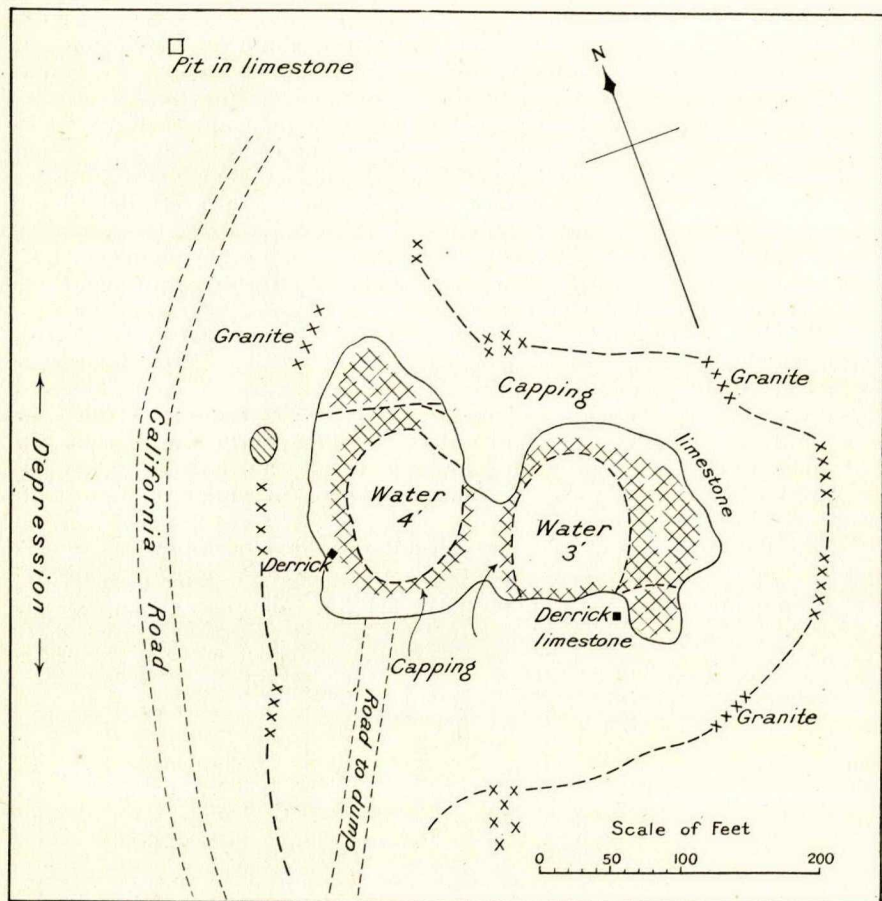 Pit in limestone
N
Granite
Capping
Granite
limestone
California Road
Depression
Water
4'
Water
3'
Derrick
Derrick
limestone
Capping
Road to dump
Granite
Scale of Feet
0 50 100 200